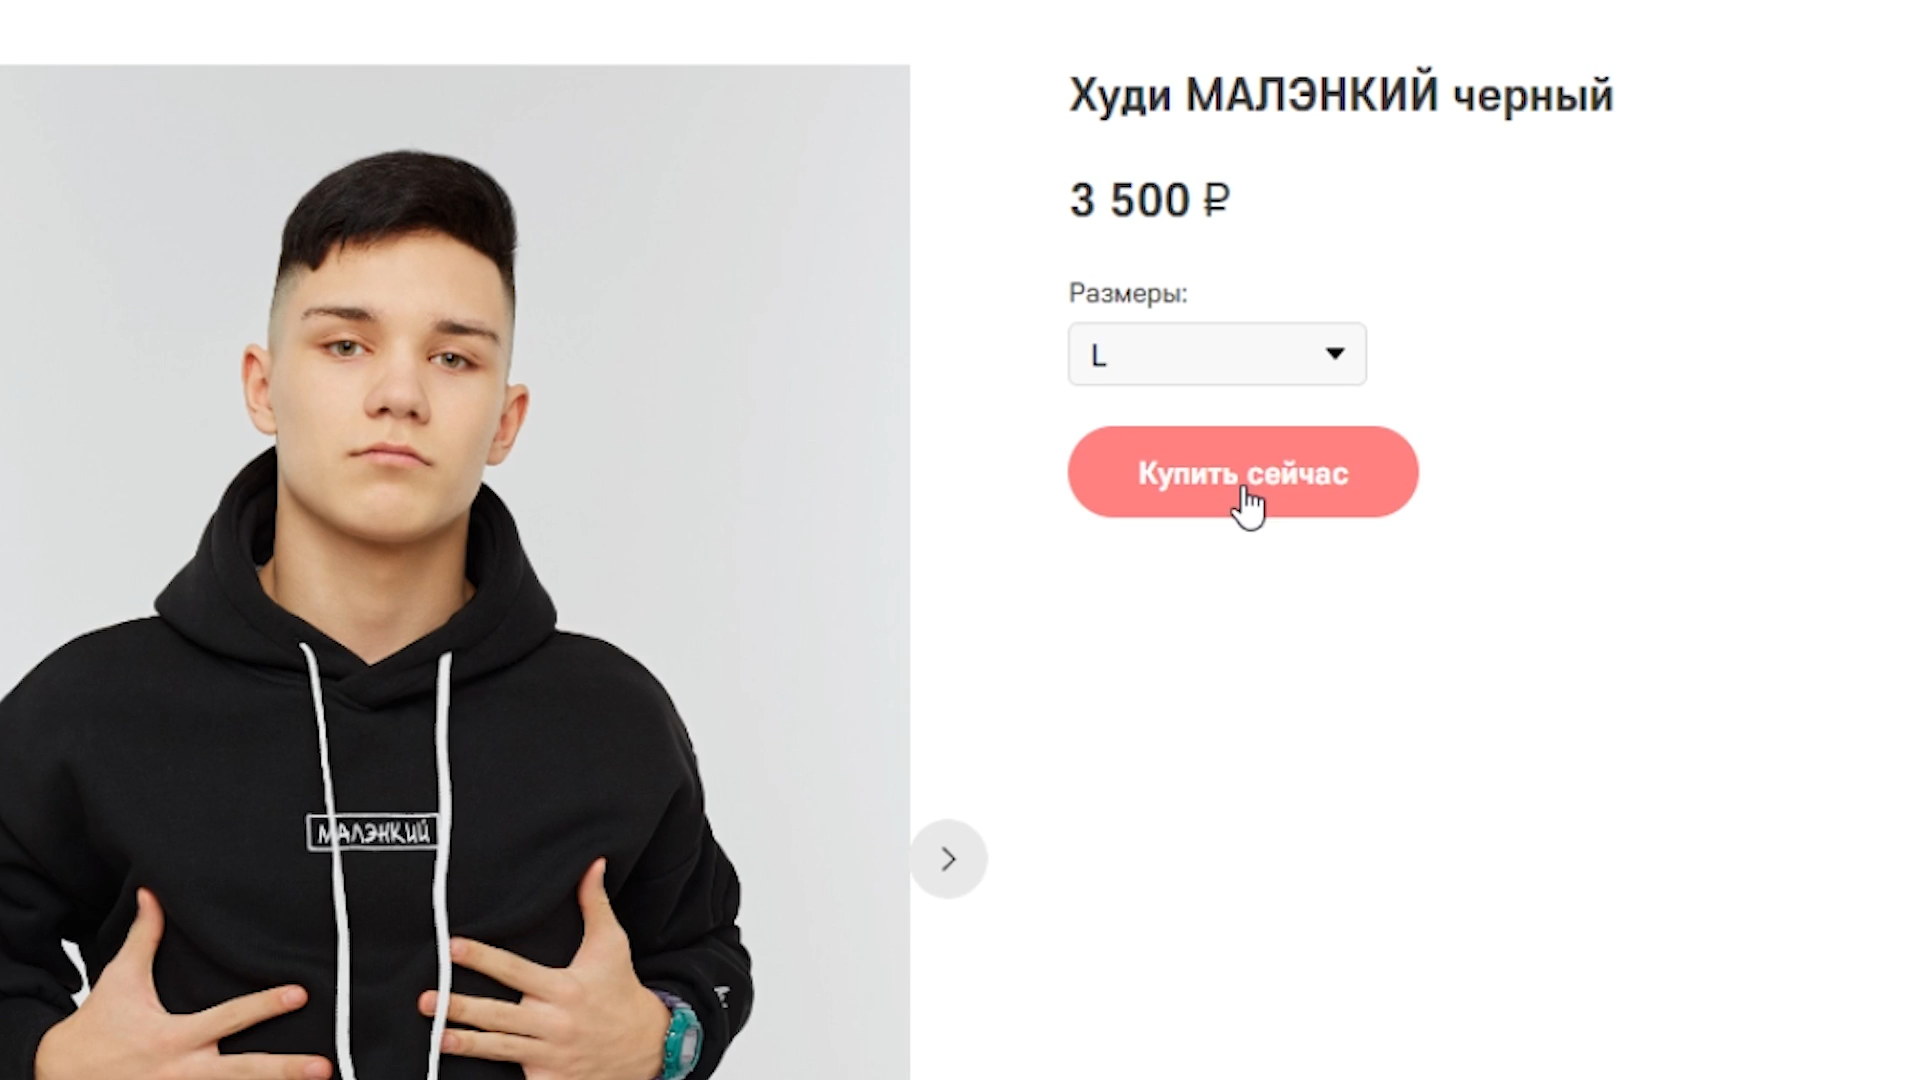 Худи МАЛЭНКИЙ черный
3 500 ₽
Размеры:
L
Купить сейчас
МАЛЭНКИЙ